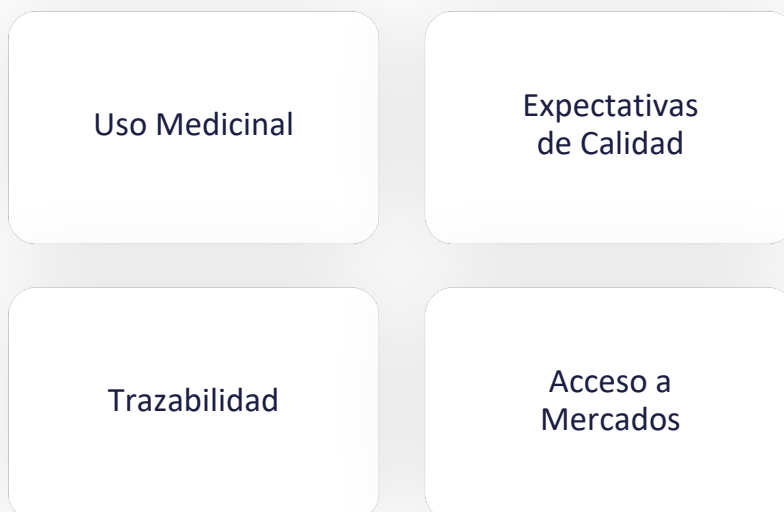 Uso Medicinal
Expectativas
de Calidad
Trazabilidad
Acceso a
Mercados